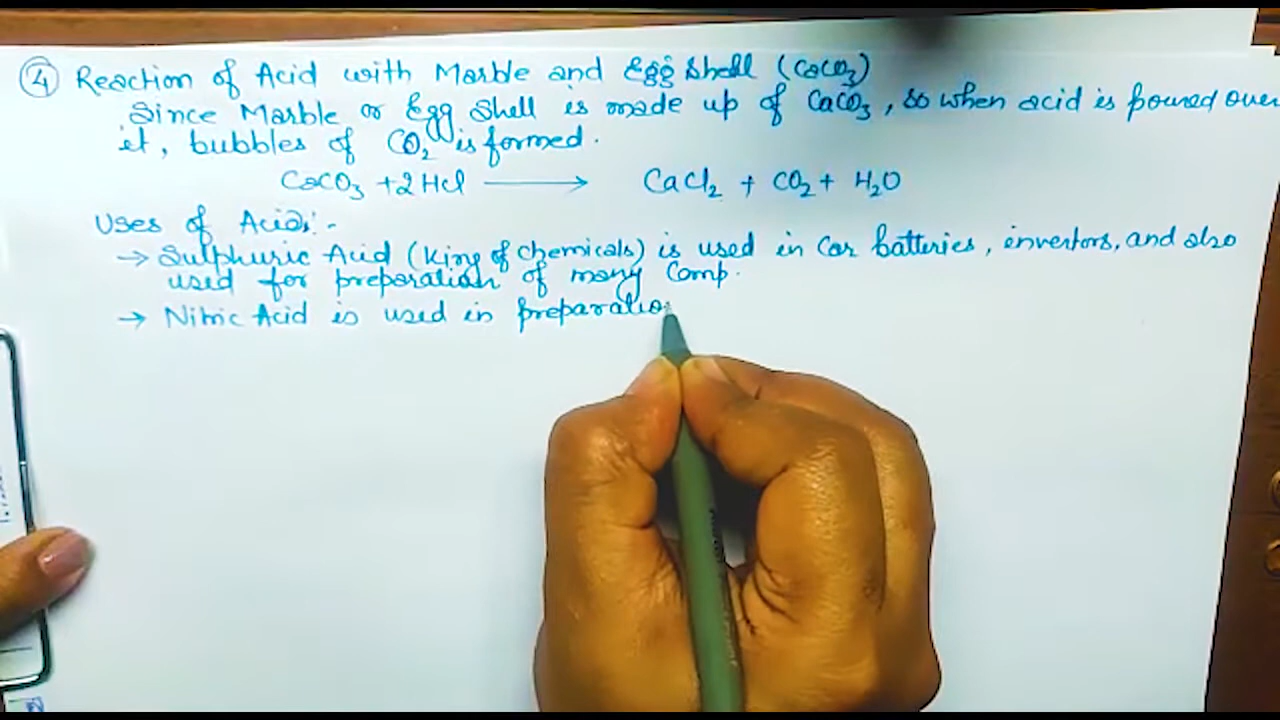 ④ Reaction of Acid with Marble and Egg Shell (CaCO₃)
Since Marble or Egg Shell is made up of CaCO₃, so when acid is poured over
it, bubbles of CO₂ is formed.
CaCO₃ + 2HCl ⟶ CaCl₂ + CO₂ + H₂O
Uses of Acids:-
→ Sulphuric Acid (King of Chemicals) is used in Car batteries, invertors, and also
used for preparation of many Comp.
→ Nitric Acid is used in preparatio